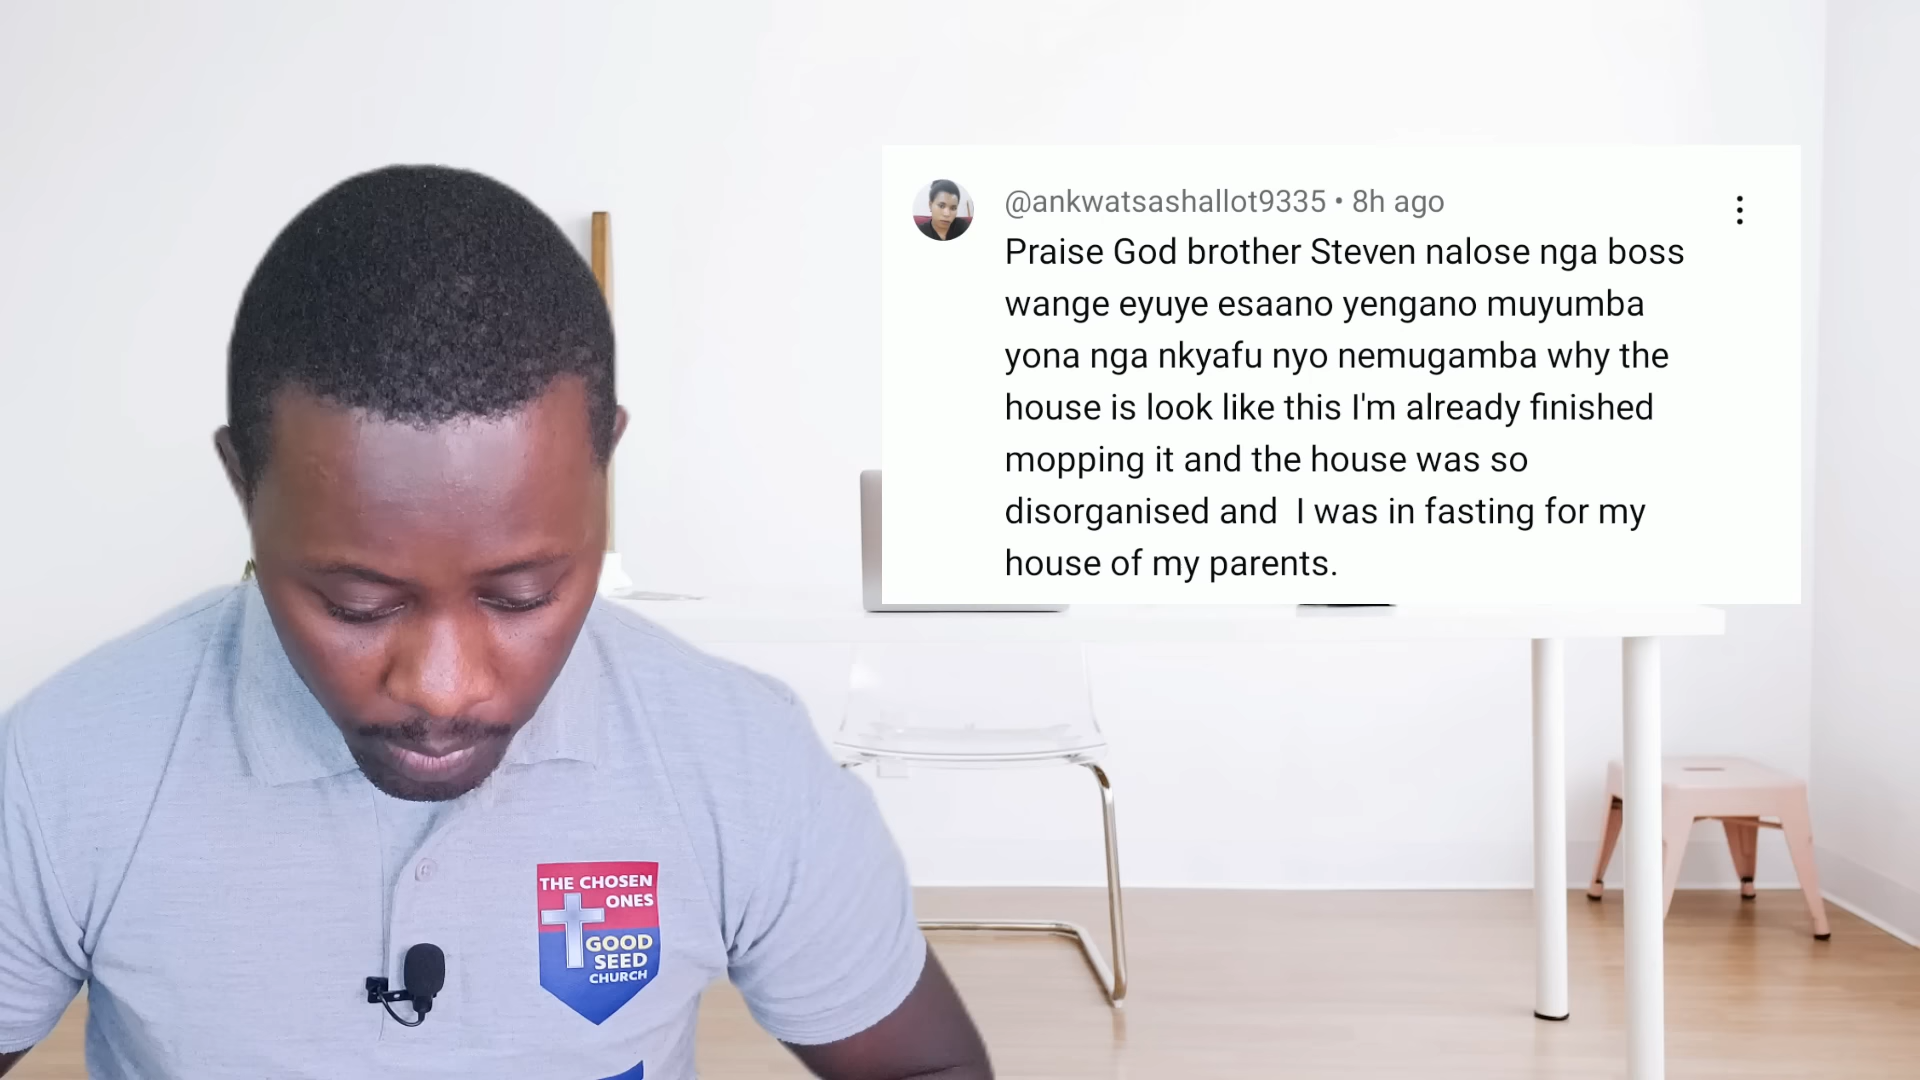 @ankwatsashallot9335 • 8h ago
Praise God brother Steven nalose nga boss
wange eyuye esaano yengano muyumba
yona nga nkyafu nyo nemugamba why the
house is look like this I'm already finished
mopping it and the house was so
disorganised and  I was in fasting for my
house of my parents.
THE CHOSEN
ONES
GOOD
SEED
CHURCH